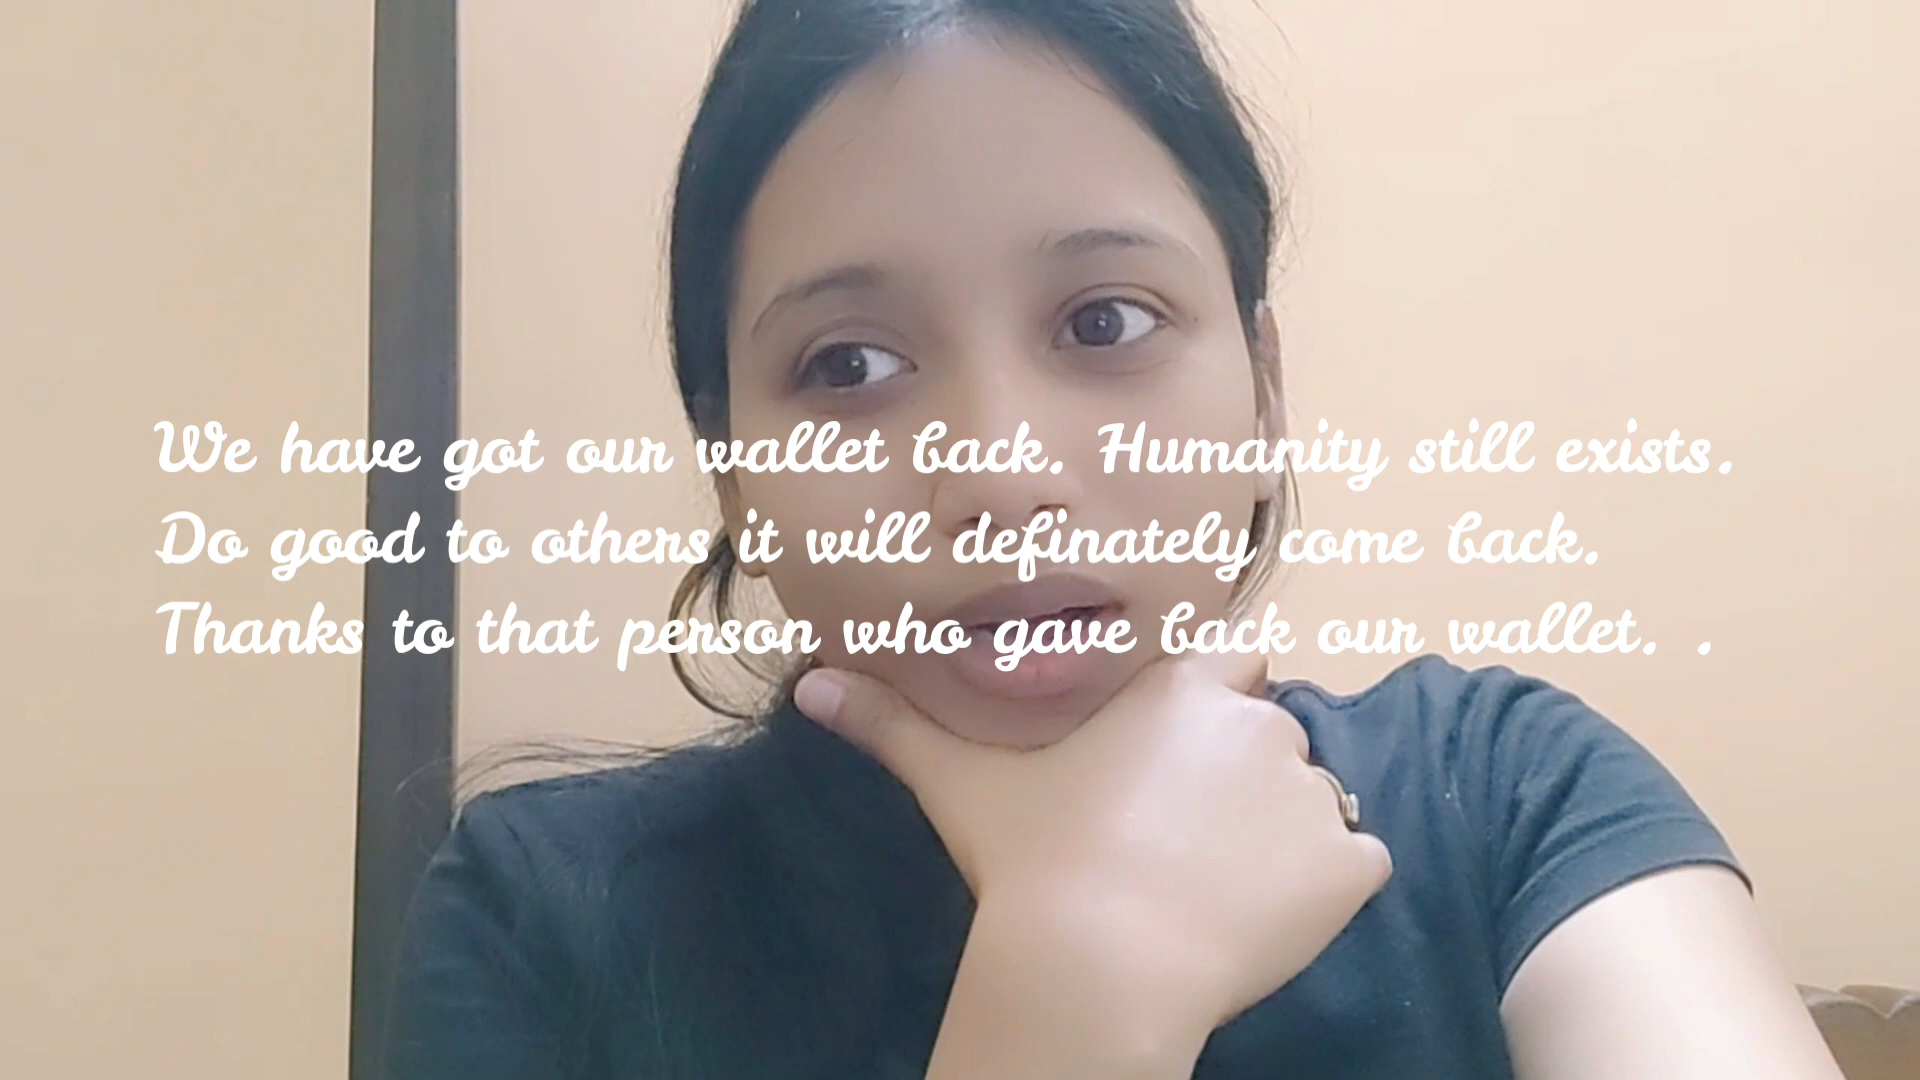 We have got our wallet back. Humanity still exists.
Do good to others it will definately come back.
Thanks to that person who gave back our wallet. .